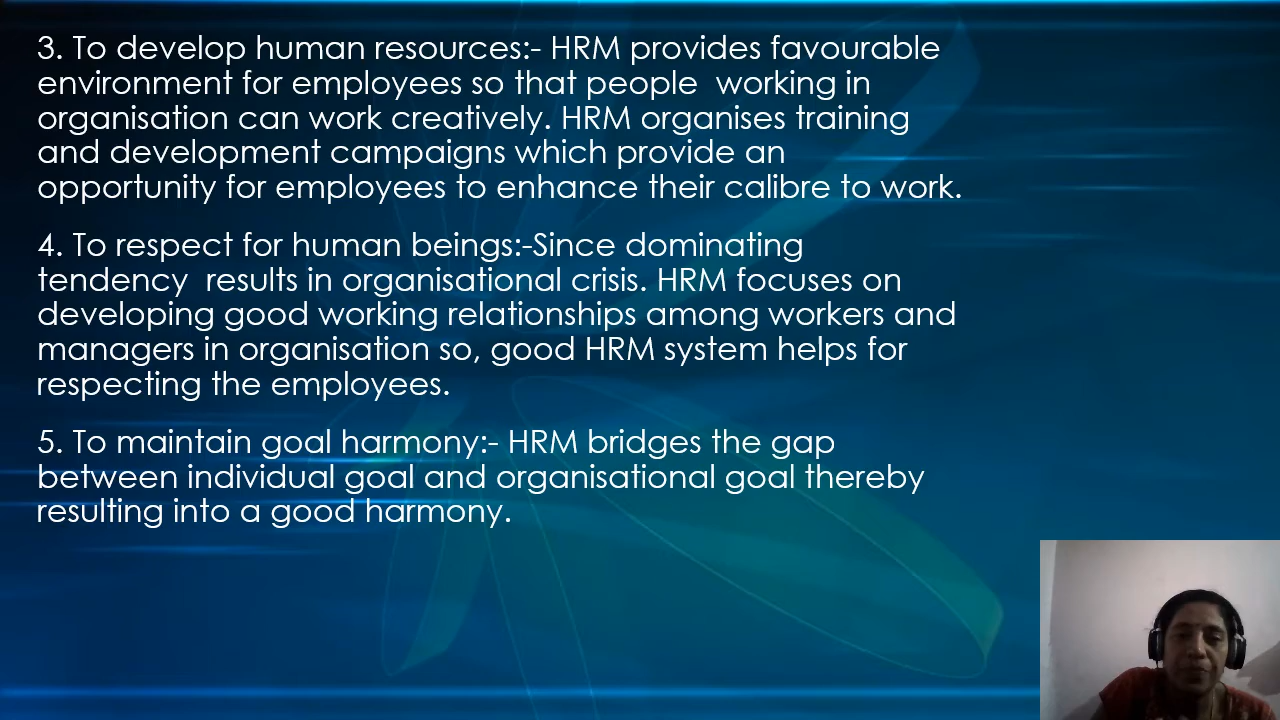 3. To develop human resources:- HRM provides favourable
environment for employees so that people  working in
organisation can work creatively. HRM organises training
and development campaigns which provide an
opportunity for employees to enhance their calibre to work.
4. To respect for human beings:-Since dominating
tendency  results in organisational crisis. HRM focuses on
developing good working relationships among workers and
managers in organisation so, good HRM system helps for
respecting the employees.
5. To maintain goal harmony:- HRM bridges the gap
between individual goal and organisational goal thereby
resulting into a good harmony.